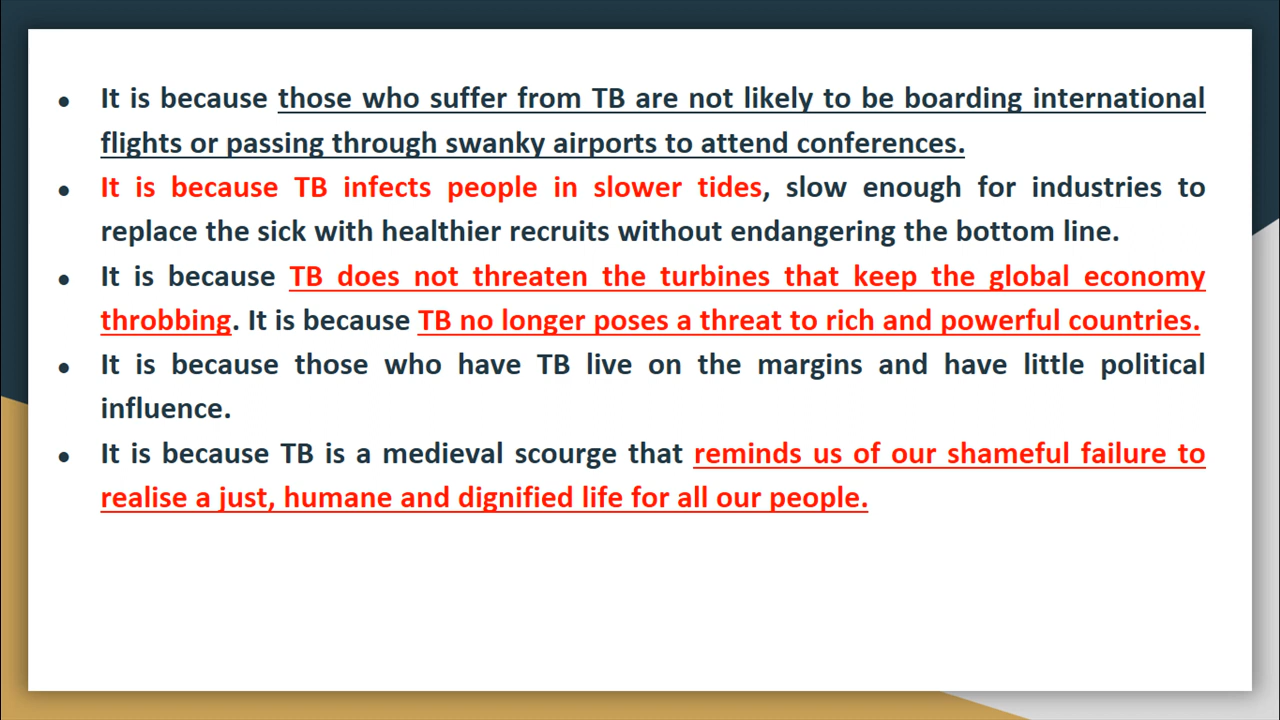 • It is because those who suffer from TB are not likely to be boarding international
flights or passing through swanky airports to attend conferences.
• It is because TB infects people in slower tides, slow enough for industries to
replace the sick with healthier recruits without endangering the bottom line.
• It is because TB does not threaten the turbines that keep the global economy
throbbing. It is because TB no longer poses a threat to rich and powerful countries.
• It is because those who have TB live on the margins and have little political
influence.
• It is because TB is a medieval scourge that reminds us of our shameful failure to
realise a just, humane and dignified life for all our people.